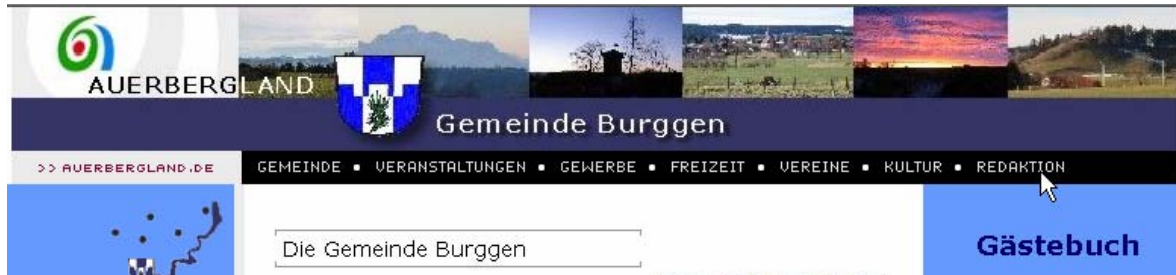 AUERBERGLAND
Gemeinde Burggen
>> AUERBERGLAND.DE
GEMEINDE • VERANSTALTUNGEN • GEWERBE • FREIZEIT • VEREINE • KULTUR • REDAKTION
Die Gemeinde Burggen
Gästebuch